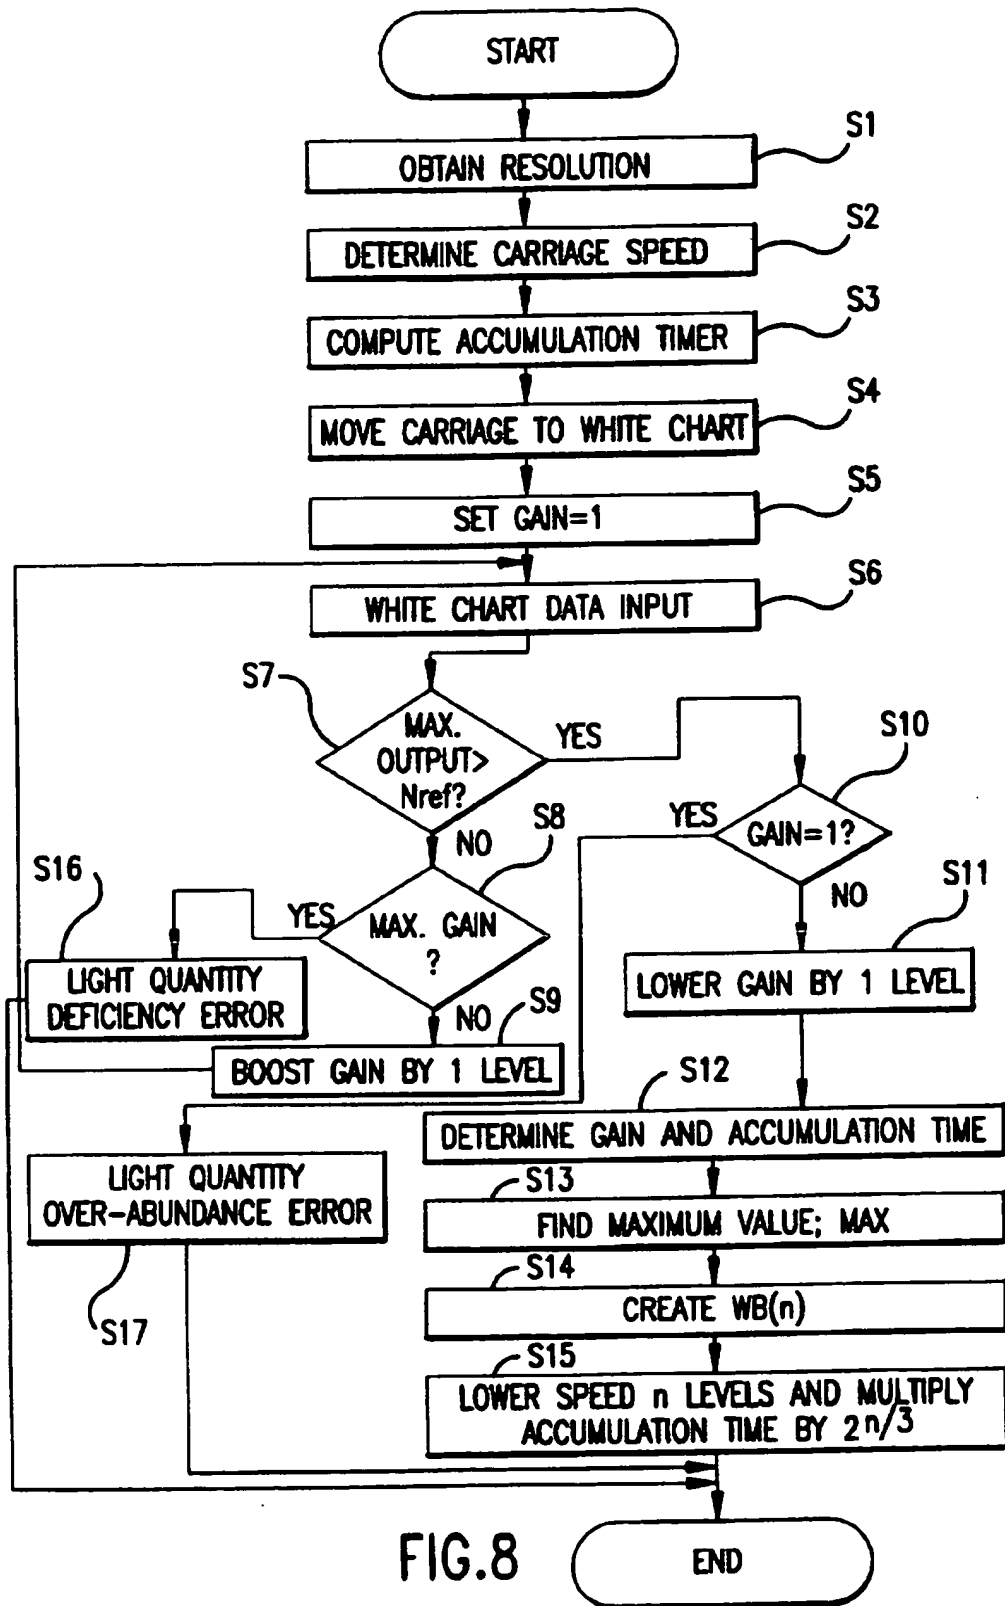 START
S1
OBTAIN RESOLUTION
S2
DETERMINE CARRIAGE SPEED
S3
COMPUTE ACCUMULATION TIMER
S4
MOVE CARRIAGE TO WHITE CHART
S5
SET GAIN=1
S6
WHITE CHART DATA INPUT
S7
MAX.
OUTPUT>
Nref?
YES
S10
NO
S8
YES
GAIN=1?
S16
YES
MAX. GAIN
?
NO
S11
LIGHT QUANTITY
DEFICIENCY ERROR
LOWER GAIN BY 1 LEVEL
NO
S9
BOOST GAIN BY 1 LEVEL
S12
DETERMINE GAIN AND ACCUMULATION TIME
LIGHT QUANTITY
OVER-ABUNDANCE ERROR
S13
FIND MAXIMUM VALUE; MAX
S17
S14
CREATE WB(n)
S15
LOWER SPEED n LEVELS AND MULTIPLY
ACCUMULATION TIME BY 2n/3
FIG.8
END